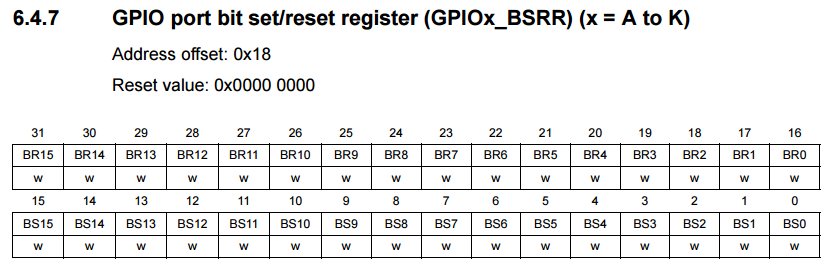 6.4.7 GPIO port bit set/reset register (GPIOx_BSRR) (x = A to K)
Address offset: 0x18
Reset value: 0x0000 0000
31 30 29 28 27 26 25 24 23 22 21 20 19 18 17 16
BR15 BR14 BR13 BR12 BR11 BR10 BR9 BR8 BR7 BR6 BR5 BR4 BR3 BR2 BR1 BR0
w w w w w w w w w w w w w w w w
15 14 13 12 11 10 9 8 7 6 5 4 3 2 1 0
BS15 BS14 BS13 BS12 BS11 BS10 BS9 BS8 BS7 BS6 BS5 BS4 BS3 BS2 BS1 BS0
w w w w w w w w w w w w w w w w